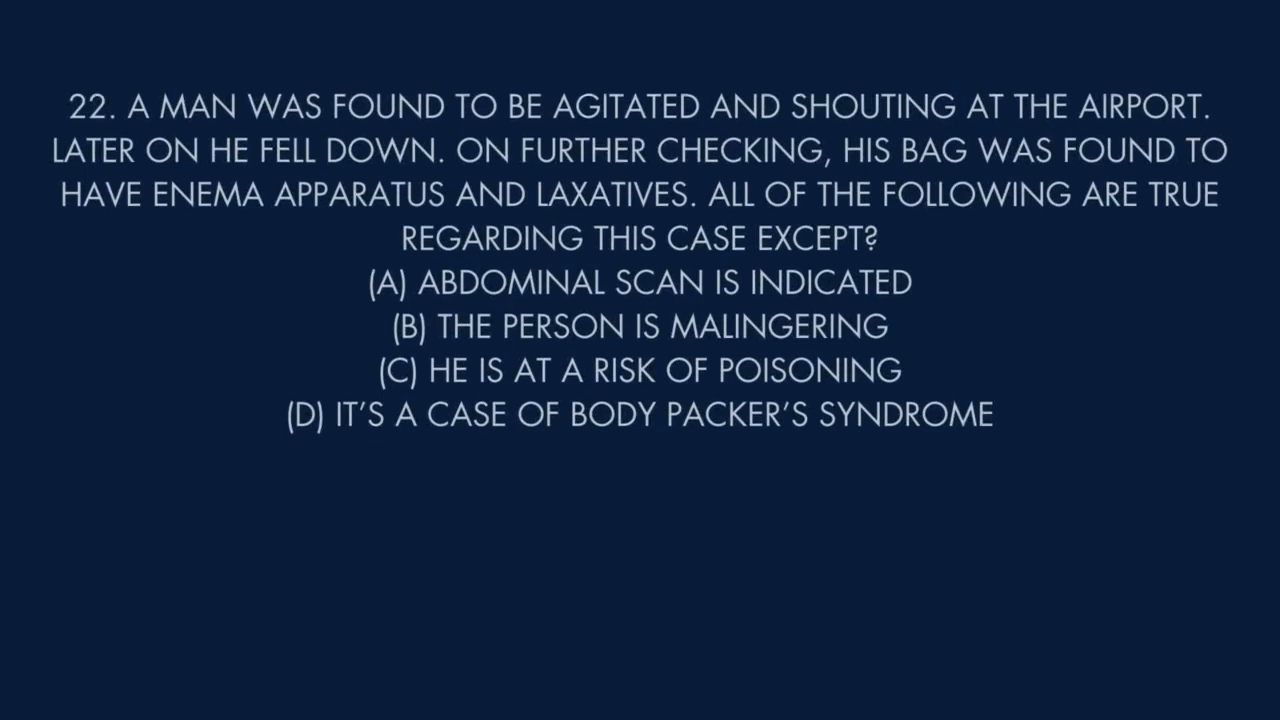 22. A MAN WAS FOUND TO BE AGITATED AND SHOUTING AT THE AIRPORT.
LATER ON HE FELL DOWN. ON FURTHER CHECKING, HIS BAG WAS FOUND TO
HAVE ENEMA APPARATUS AND LAXATIVES. ALL OF THE FOLLOWING ARE TRUE
REGARDING THIS CASE EXCEPT?
(A) ABDOMINAL SCAN IS INDICATED
(B) THE PERSON IS MALINGERING
(C) HE IS AT A RISK OF POISONING
(D) IT’S A CASE OF BODY PACKER’S SYNDROME